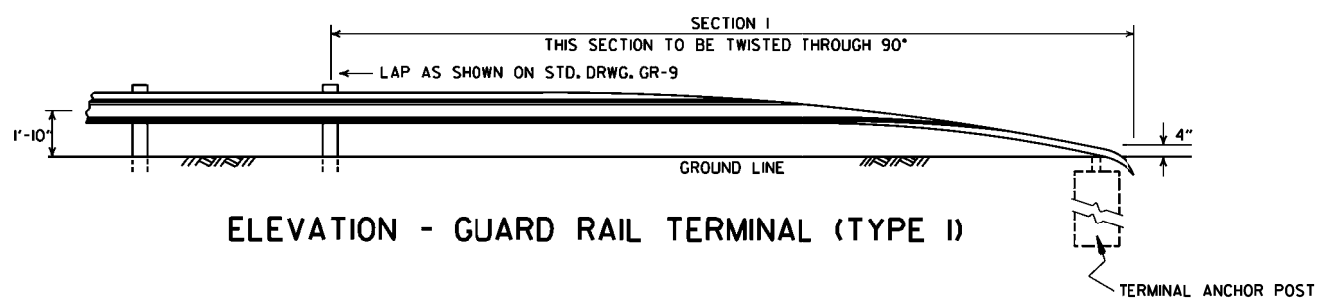 SECTION I
THIS SECTION TO BE TWISTED THROUGH 90°
LAP AS SHOWN ON STD. DRWG. GR-9
1'-10"
4"
GROUND LINE
ELEVATION - GUARD RAIL TERMINAL (TYPE I)
TERMINAL ANCHOR POST